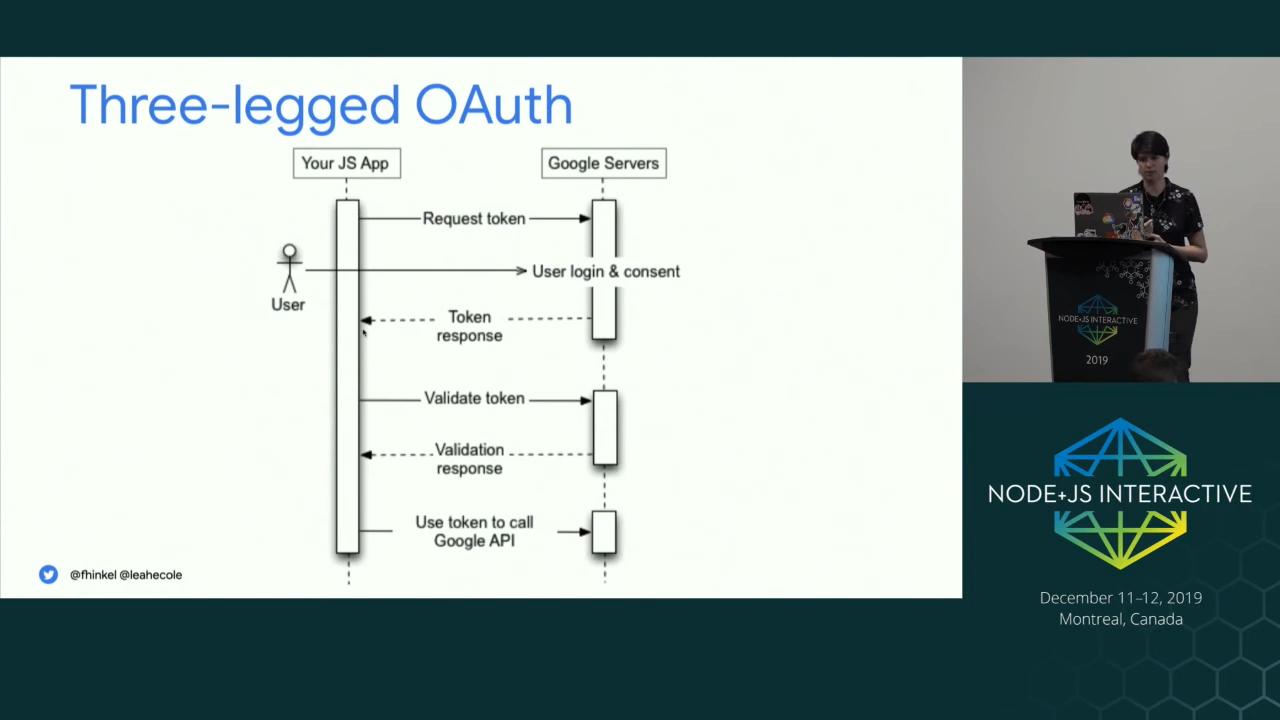 Three-legged OAuth
Your JS App
Google Servers
Request token
User login & consent
User
Token
response
Validate token
Validation
response
Use token to call
Google API
@fhinkel @leahecole
NODE+JS INTERACTIVE
2019
NODE+JS INTERACTIVE
December 11–12, 2019
Montreal, Canada